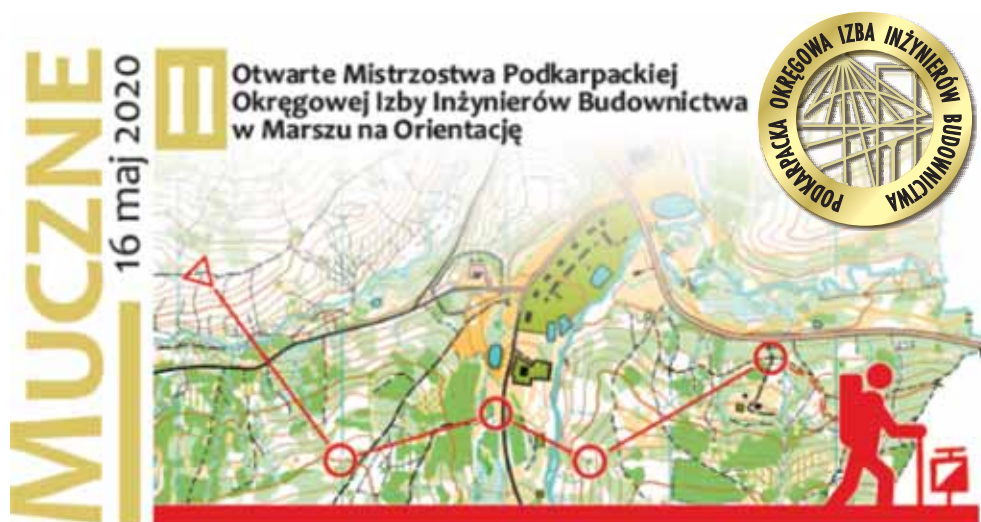 MUCZNE
16 maj 2020
II
Otwarte Mistrzostwa Podkarpackiej
Okręgowej Izby Inżynierów Budownictwa
w Marszu na Orientację
PODKARPACKA OKRĘGOWA IZBA INŻYNIERÓW BUDOWNICTWA